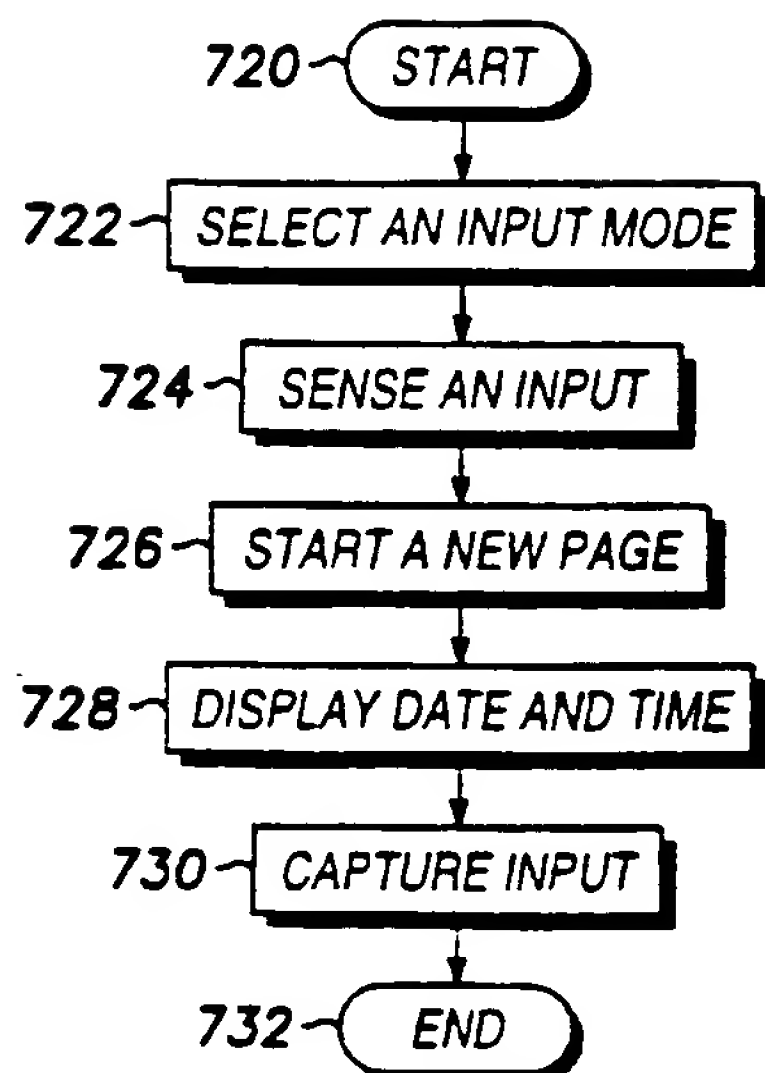 720 START
722 SELECT AN INPUT MODE
724 SENSE AN INPUT
726 START A NEW PAGE
728 DISPLAY DATE AND TIME
730 CAPTURE INPUT
732 END